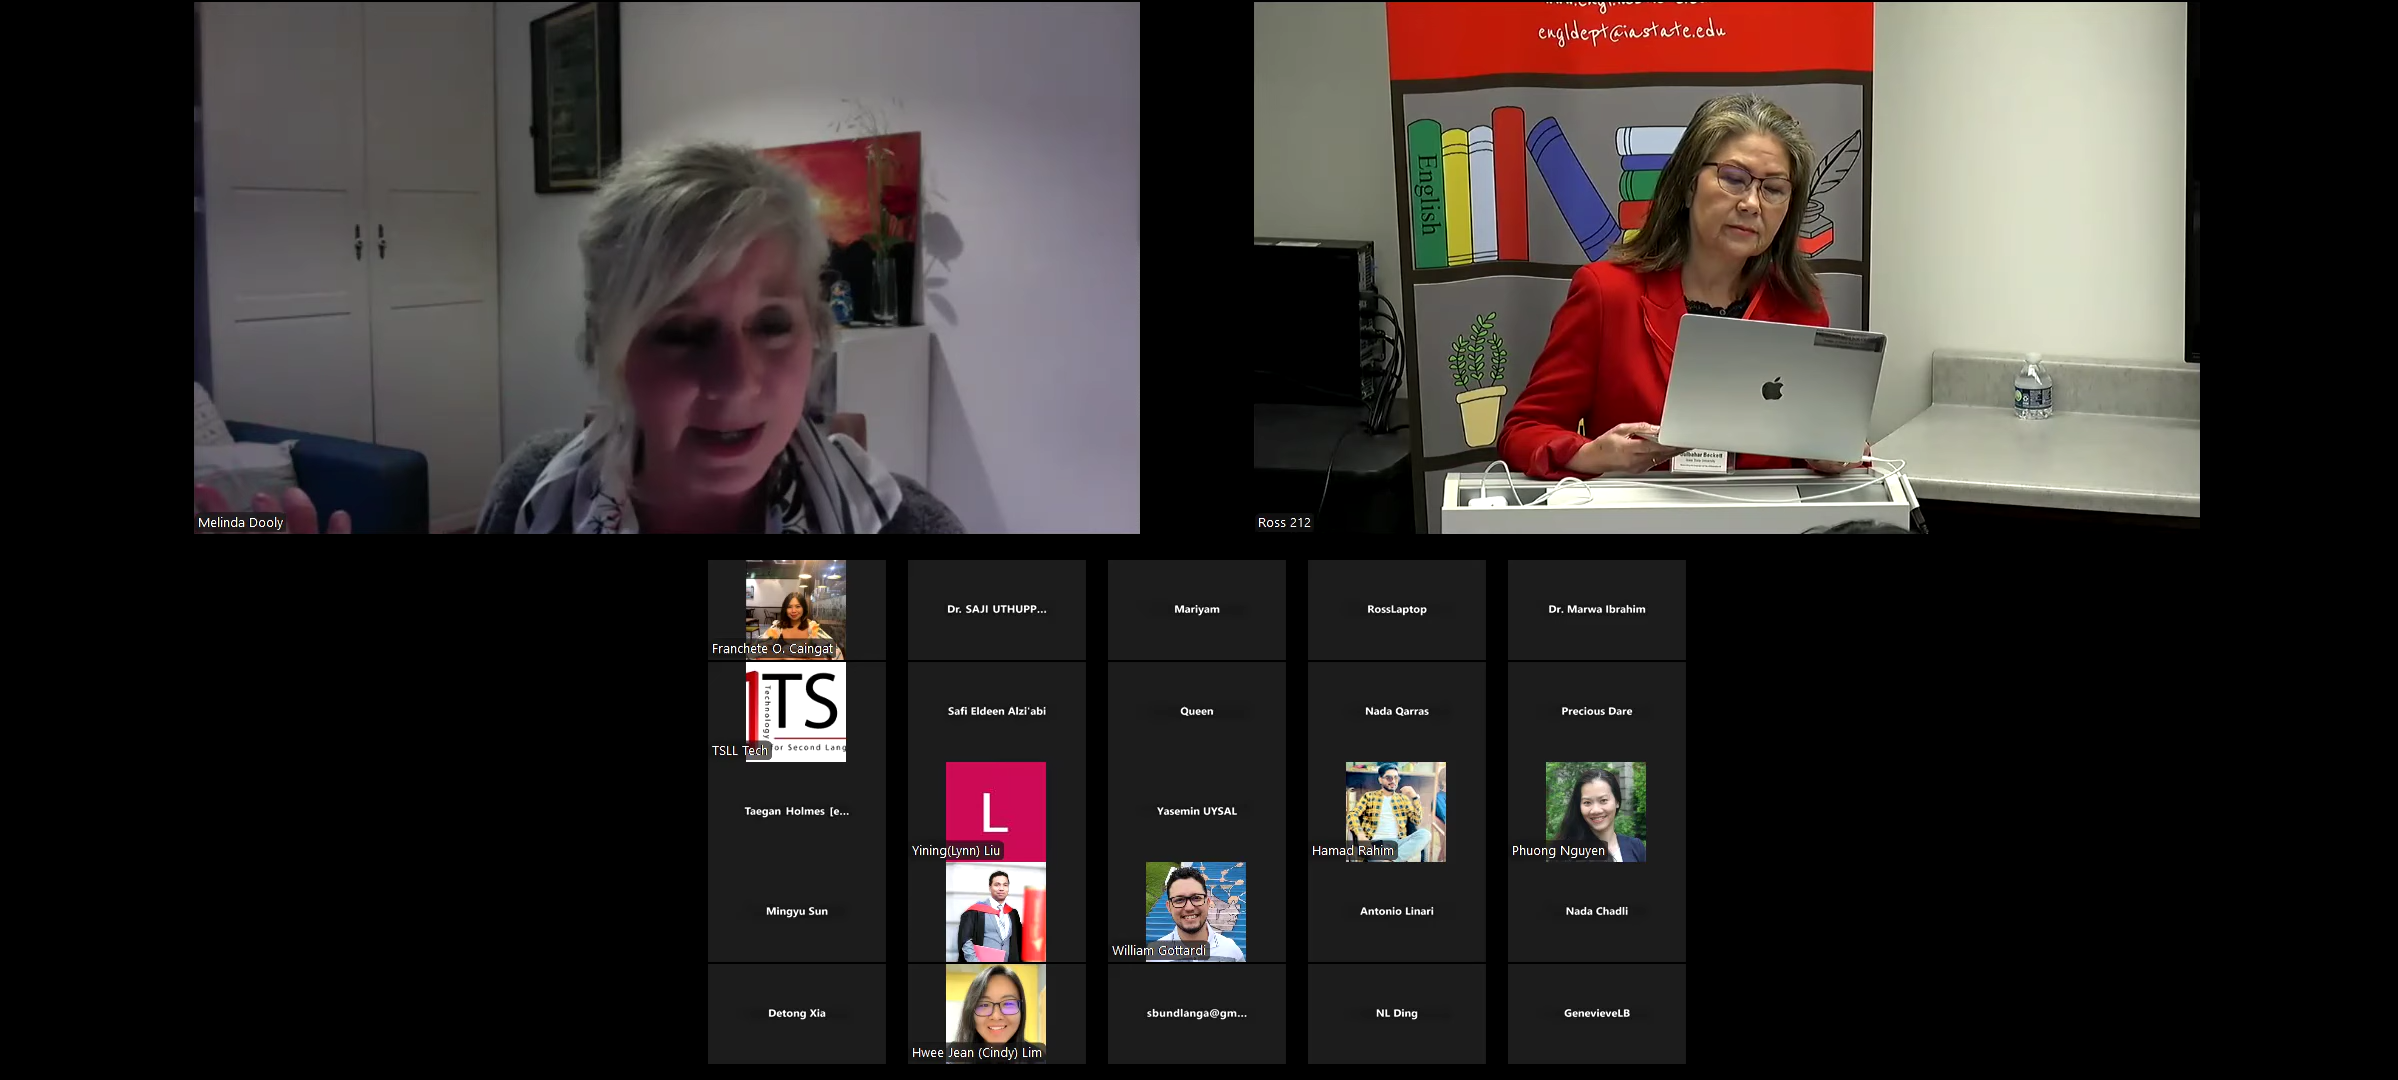 engldept@iastate.edu
English
Gulbahar Beckett
Melinda Dooly
Ross 212
Franchete O. Caingat
Dr. SAJI UTHUPP...
Mariyam
RossLaptop
Dr. Marwa Ibrahim
TS
Technology
for Second Lang
TSLL Tech
Safi Eldeen Alzi'abi
Queen
Nada Qarras
Precious Dare
Taegan Holmes [e...
L
Yining(Lynn) Liu
Yasemin UYSAL
Hamad Rahim
Phuong Nguyen
Mingyu Sun
William Gottardi
Antonio Linari
Nada Chadli
Detong Xia
Hwee Jean (Cindy) Lim
sbundlanga@gm...
NL Ding
GenevieveLB